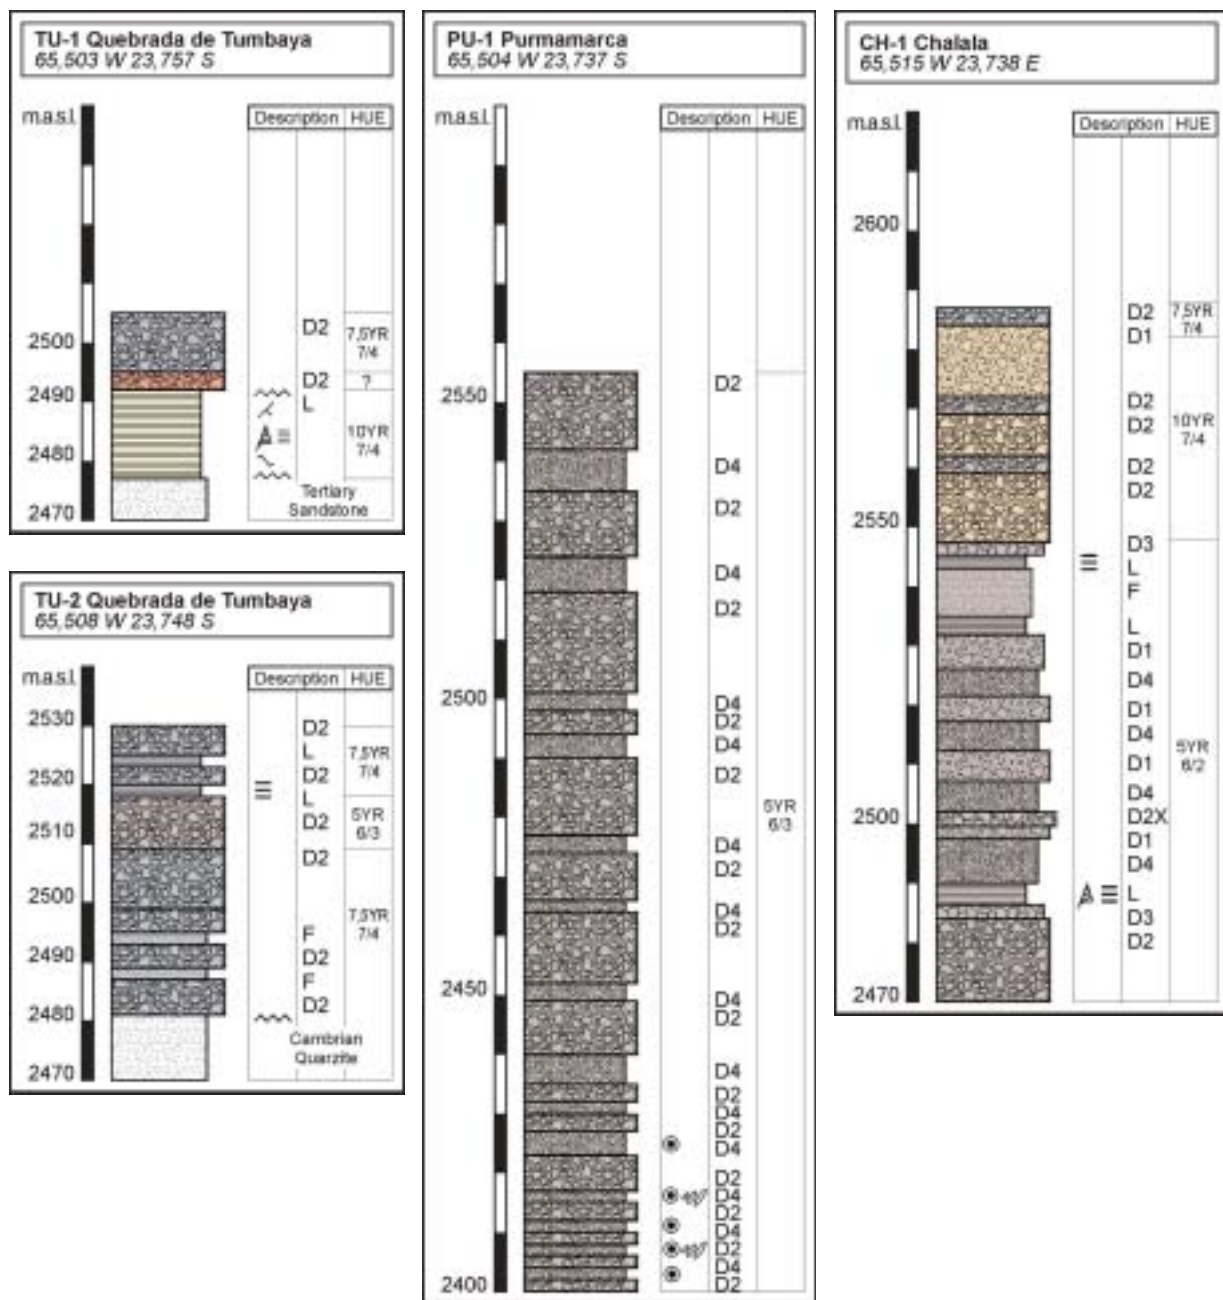 TU-1 Quebrada de Tumbaya
65,503 W 23,757 S
m.a.s.l.
Description HUE
2500
2490
2480
2470
D2
D2
L
7,5YR
7/4
?
10YR
7/4
Tertiary
Sandstone
TU-2 Quebrada de Tumbaya
65,508 W 23,748 S
m.a.s.l.
Description HUE
2530
2520
2510
2500
2490
2480
2470
D2
L
D2
L
D2
D2
F
D2
F
D2
7,5YR
7/4
5YR
6/3
7,5YR
7/4
Cambrian
Quarzite
PU-1 Purmamarca
65,504 W 23,737 S
m.a.s.l.
Description HUE
2550
2500
2450
2400
D2
D4
D2
D4
D2
D4
D2
D4
D2
D4
D2
D4
D2
D4
D2
D4
D2
D4
D2
D4
D2
D4
D2
D4
D2
D4
D2
5YR
6/3
CH-1 Chalala
65,515 W 23,738 E
m.a.s.l.
Description HUE
2600
2550
2500
2470
D2
D1
D2
D2
D2
D2
D3
L
F
L
D1
D4
D1
D4
D1
D4
D2X
D1
D4
L
D3
D2
7,5YR
7/4
10YR
7/4
5YR
6/2